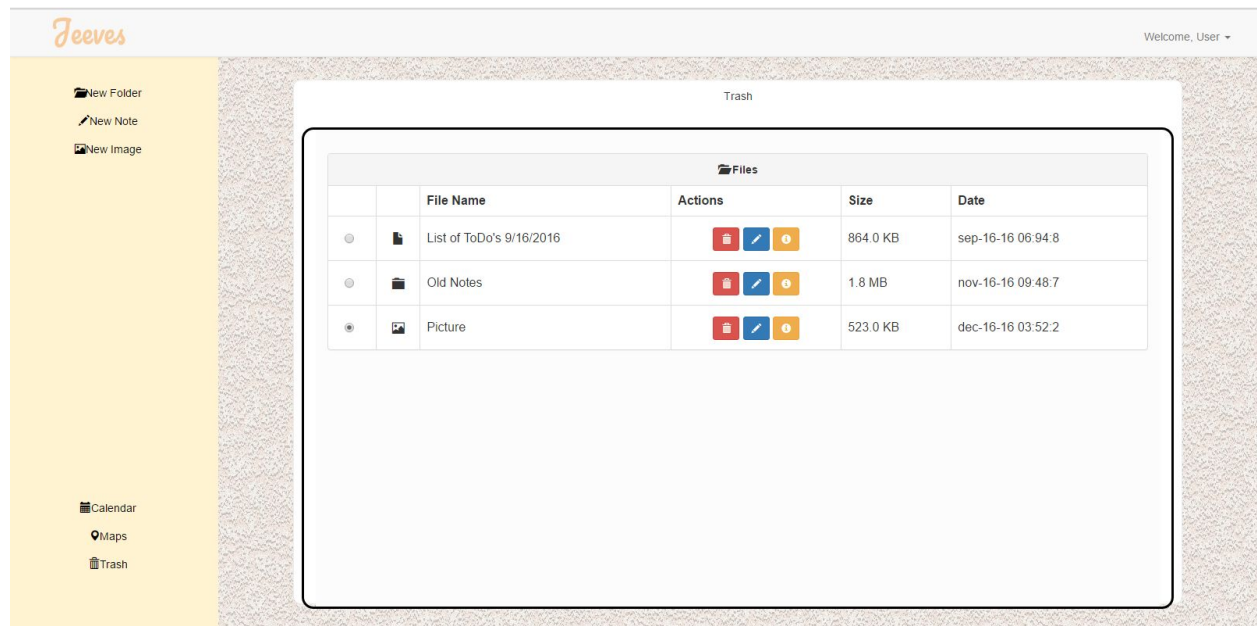 Jeeves
Welcome, User
New Folder
New Note
New Image
Trash
Files
File Name Actions Size Date
List of ToDo's 9/16/2016 864.0 KB sep-16-16 06:94:8
Old Notes 1.8 MB nov-16-16 09:48:7
Picture 523.0 KB dec-16-16 03:52:2
Calendar
Maps
Trash